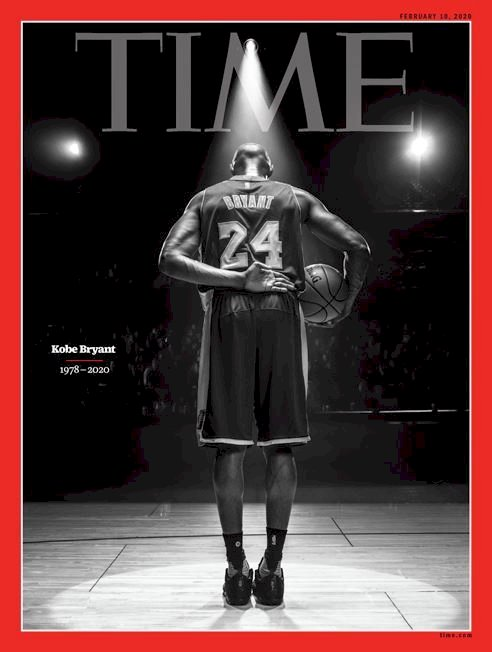 FEBRUARY 10, 2020
TIME
BRYANT
24
Kobe Bryant
1978–2020
time.com